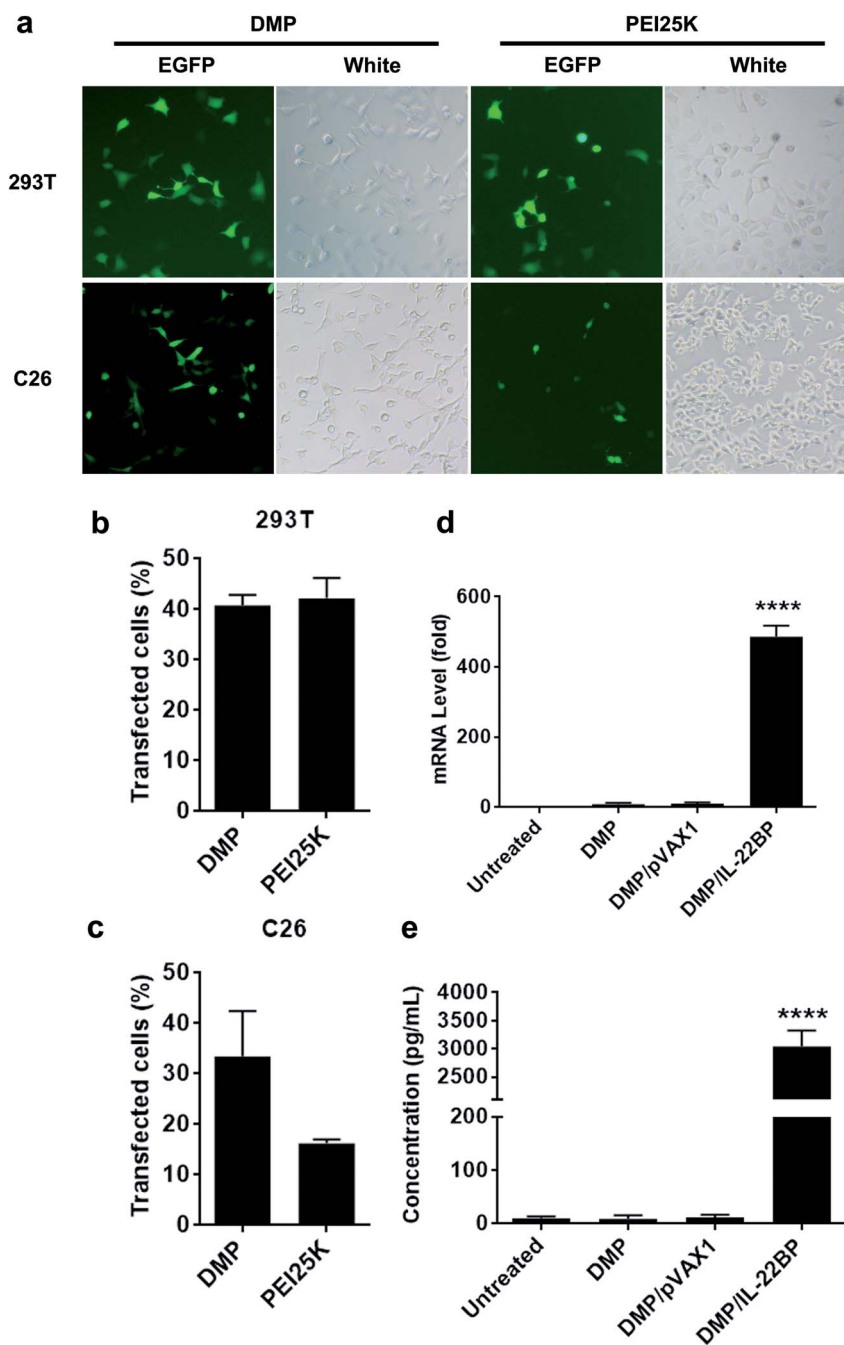 a
DMP PEI25K
EGFP White EGFP White
293T
C26
b
293T
Transfected cells (%)
50
40
30
20
10
0
DMP PEI25K
d
mRNA Level (fold)
600
400
200
0
****
Untreated DMP DMP/pVAX1 DMP/IL-22BP
c
C26
Transfected cells (%)
50
40
30
20
10
0
DMP PEI25K
e
Concentration (pg/mL)
4000
3500
3000
2500
200
100
0
****
Untreated DMP DMP/pVAX1 DMP/IL-22BP